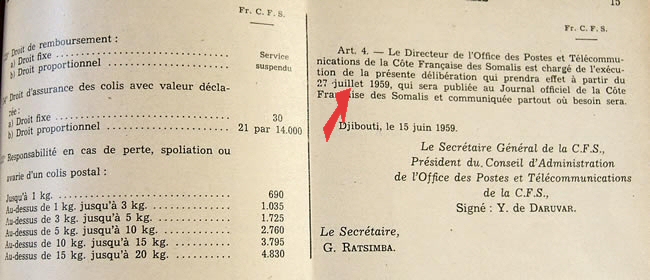 Fr. C. F. S.
Droit de remboursement :
a) Droit fixe
b) Droit proportionnel
Service
suspendu
Droit d'assurance des colis avec valeur décla-
rée :
a) Droit fixe 30
b) Droit proportionnel 21 par 14.000
Responsabilité en cas de perte, spoliation ou
avarie d'un colis postal :
Jusqu'à 1 kg. 690
Au-dessus de 1 kg. jusqu'à 3 kg. 1.035
Au-dessus de 3 kg. jusqu'à 5 kg. 1.725
Au-dessus de 5 kg. jusqu'à 10 kg. 2.760
Au-dessus de 10 kg. jusqu'à 15 kg. 3.795
Au-dessus de 15 kg. jusqu'à 20 kg. 4.830
15
Fr. C. F. S.
Art. 4. — Le Directeur de l'Office des Postes et Télécommu-
nications de la Côte Française des Somalis est chargé de l'exécu-
tion de la présente délibération qui prendra effet à partir du
27 juillet 1959, qui sera publiée au Journal officiel de la Côte
Française des Somalis et communiquée partout où besoin sera.
Djibouti, le 15 juin 1959.
Le Secrétaire Général de la C.F.S.,
Président du Conseil d'Administration
de l'Office des Postes et Télécommunications
de la C.F.S.,
Signé : Y. de DARUVAR.
Le Secrétaire,
G. RATSIMBA.